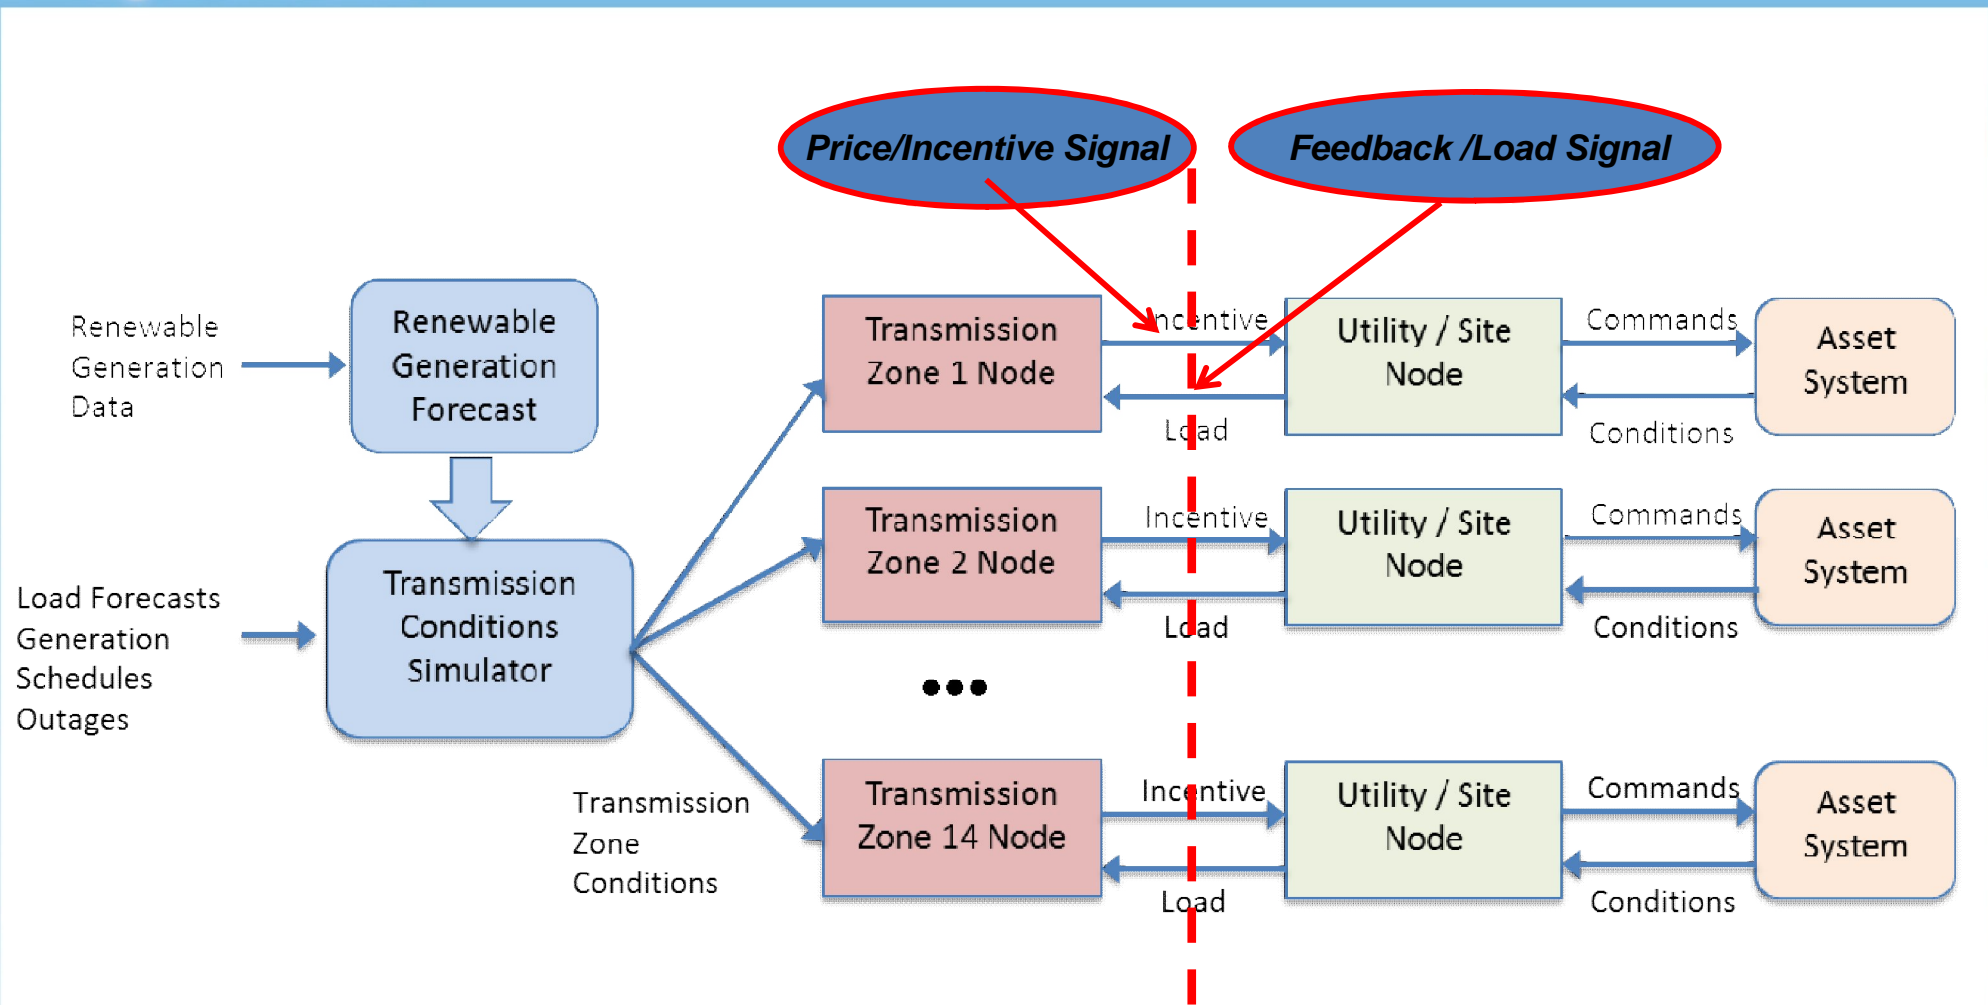 Price/Incentive Signal
Feedback /Load Signal
Renewable
Generation
Data
Renewable
Generation
Forecast
Transmission
Zone 1 Node
Incentive
Load
Utility / Site
Node
Commands
Conditions
Asset
System
Load Forecasts
Generation
Schedules
Outages
Transmission
Conditions
Simulator
Transmission
Zone 2 Node
Incentive
Load
Utility / Site
Node
Commands
Conditions
Asset
System
•••
Transmission
Zone
Conditions
Transmission
Zone 14 Node
Incentive
Load
Utility / Site
Node
Commands
Conditions
Asset
System